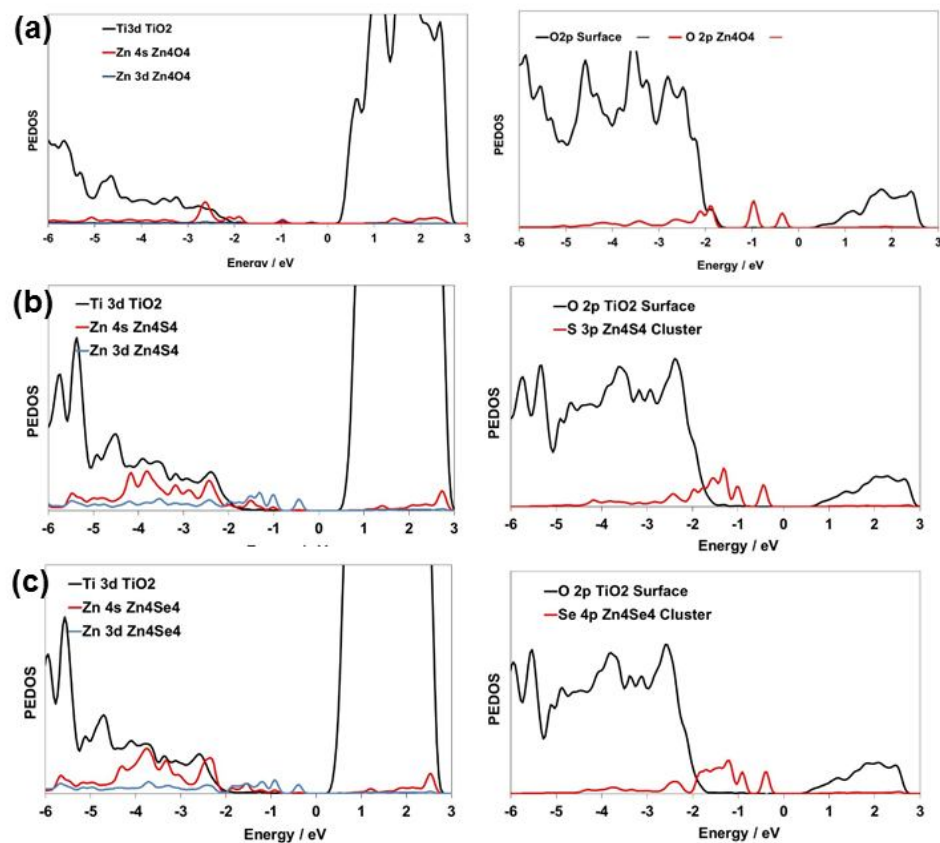 (a)
Ti3d TiO2
Zn 4s Zn4O4
Zn 3d Zn4O4
PEDOS
-6 -5 -4 -3 -2 -1 0 1 2 3
Energy / eV
O2p Surface
O 2p Zn4O4
PEDOS
-6 -5 -4 -3 -2 -1 0 1 2 3
Energy / eV
(b)
Ti 3d TiO2
Zn 4s Zn4S4
Zn 3d Zn4S4
PEDOS
-6 -5 -4 -3 -2 -1 0 1 2 3
O 2p TiO2 Surface
S 3p Zn4S4 Cluster
PEDOS
-6 -5 -4 -3 -2 -1 0 1 2 3
Energy / eV
(c)
Ti 3d TiO2
Zn 4s Zn4Se4
Zn 3d Zn4Se4
PEDOS
-6 -5 -4 -3 -2 -1 0 1 2 3
Energy / eV
O 2p TiO2 Surface
Se 4p Zn4Se4 Cluster
PEDOS
-6 -5 -4 -3 -2 -1 0 1 2 3
Energy / eV